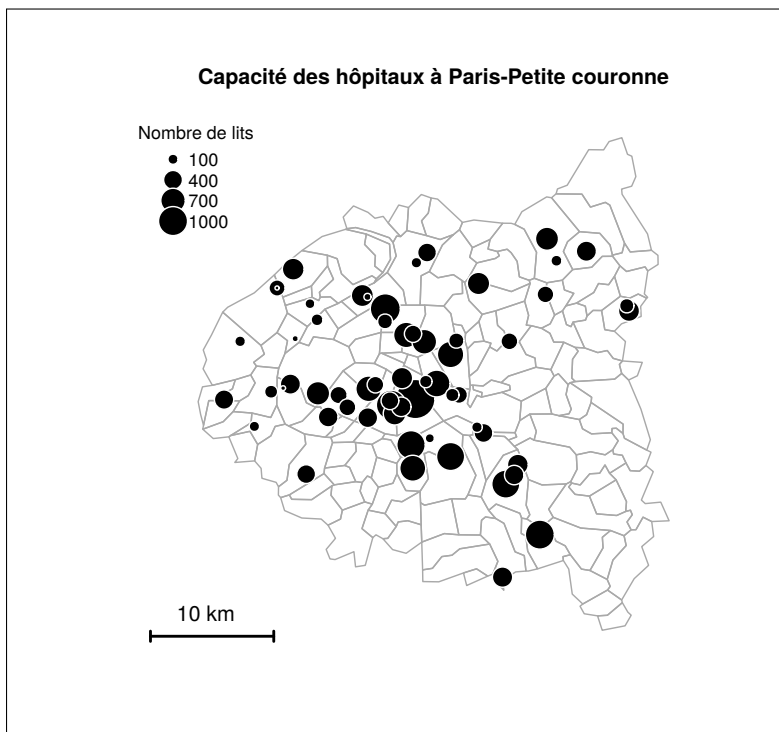 Capacité des hôpitaux à Paris-Petite couronne
Nombre de lits
100
400
700
1000
10 km